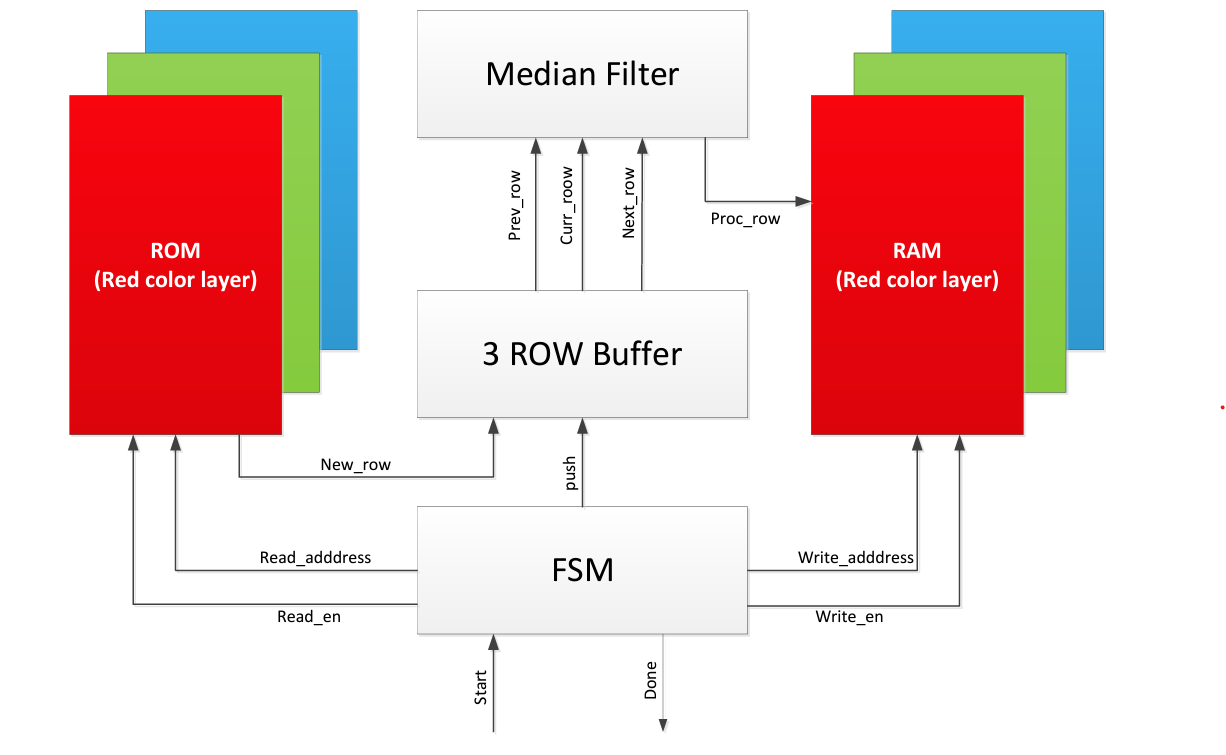 Median Filter
ROM
(Red color layer)
Prev_row
Curr_roow
Next_row
Proc_row
RAM
(Red color layer)
3 ROW Buffer
New_row
push
Read_adddress
Read_en
FSM
Write_adddress
Write_en
Start
Done